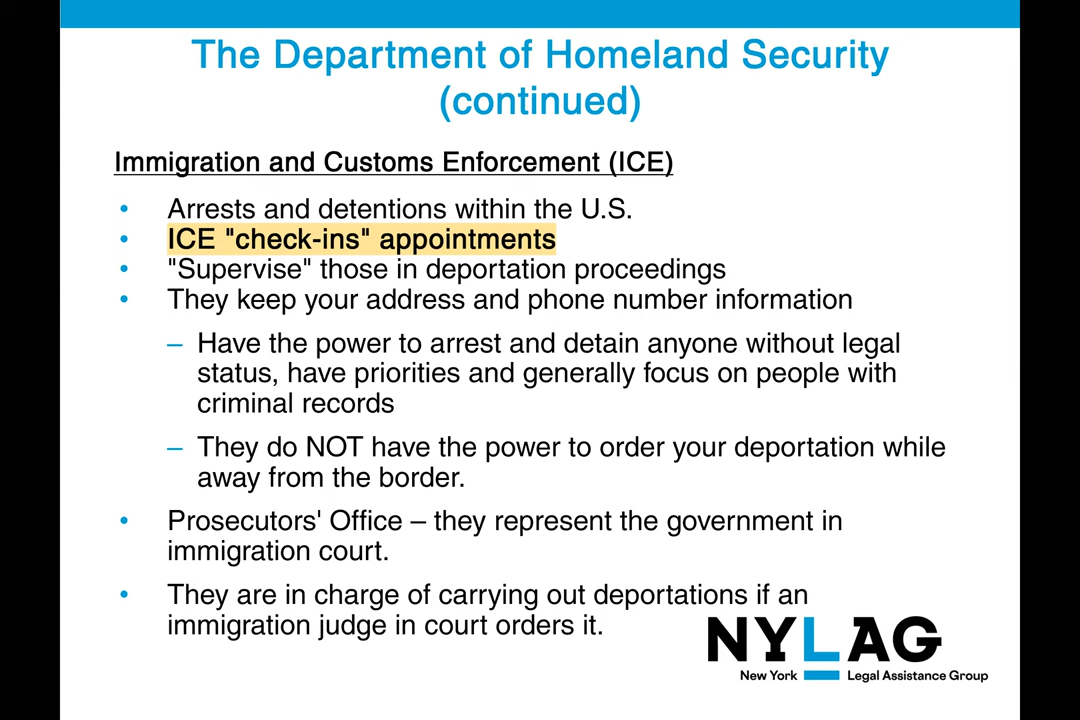 The Department of Homeland Security
(continued)
Immigration and Customs Enforcement (ICE)
• Arrests and detentions within the U.S.
• ICE "check-ins" appointments
• "Supervise" those in deportation proceedings
• They keep your address and phone number information
– Have the power to arrest and detain anyone without legal
status, have priorities and generally focus on people with
criminal records
– They do NOT have the power to order your deportation while
away from the border.
• Prosecutors' Office – they represent the government in
immigration court.
• They are in charge of carrying out deportations if an
immigration judge in court orders it.
NYLAG
New York Legal Assistance Group